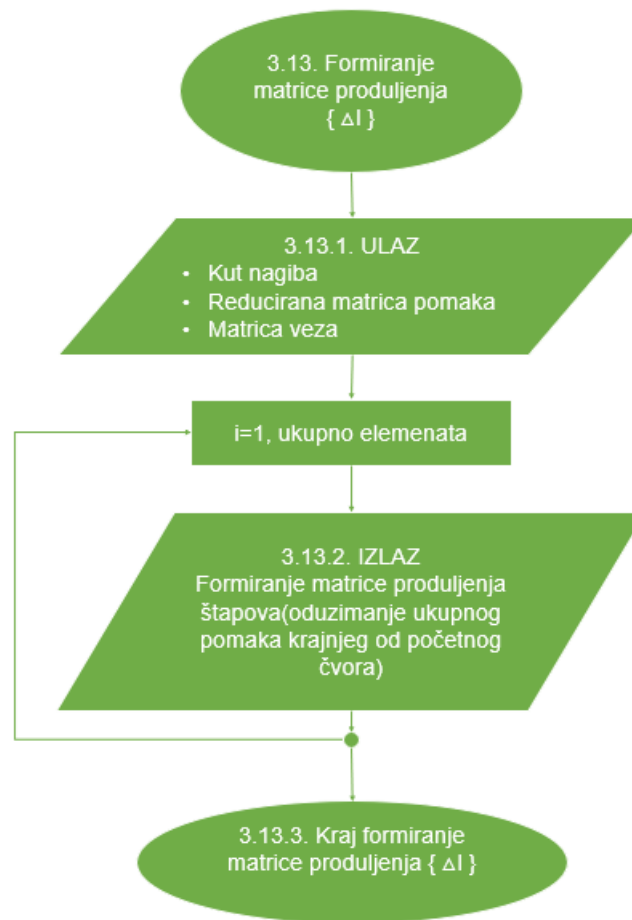 3.13. Formiranje
matrice produljenja
{ Δl }
3.13.1. ULAZ
• Kut nagiba
• Reducirana matrica pomaka
• Matrica veza
i=1, ukupno elemenata
3.13.2. IZLAZ
Formiranje matrice produljenja
štapova(oduzimanje ukupnog
pomaka krajnjeg od početnog
čvora)
3.13.3. Kraj formiranje
matrice produljenja { Δl }